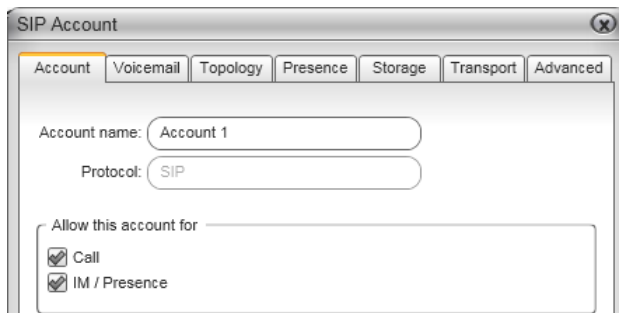 SIP Account
Account Voicemail Topology Presence Storage Transport Advanced
Account name: Account 1
Protocol: SIP
Allow this account for
Call
IM / Presence